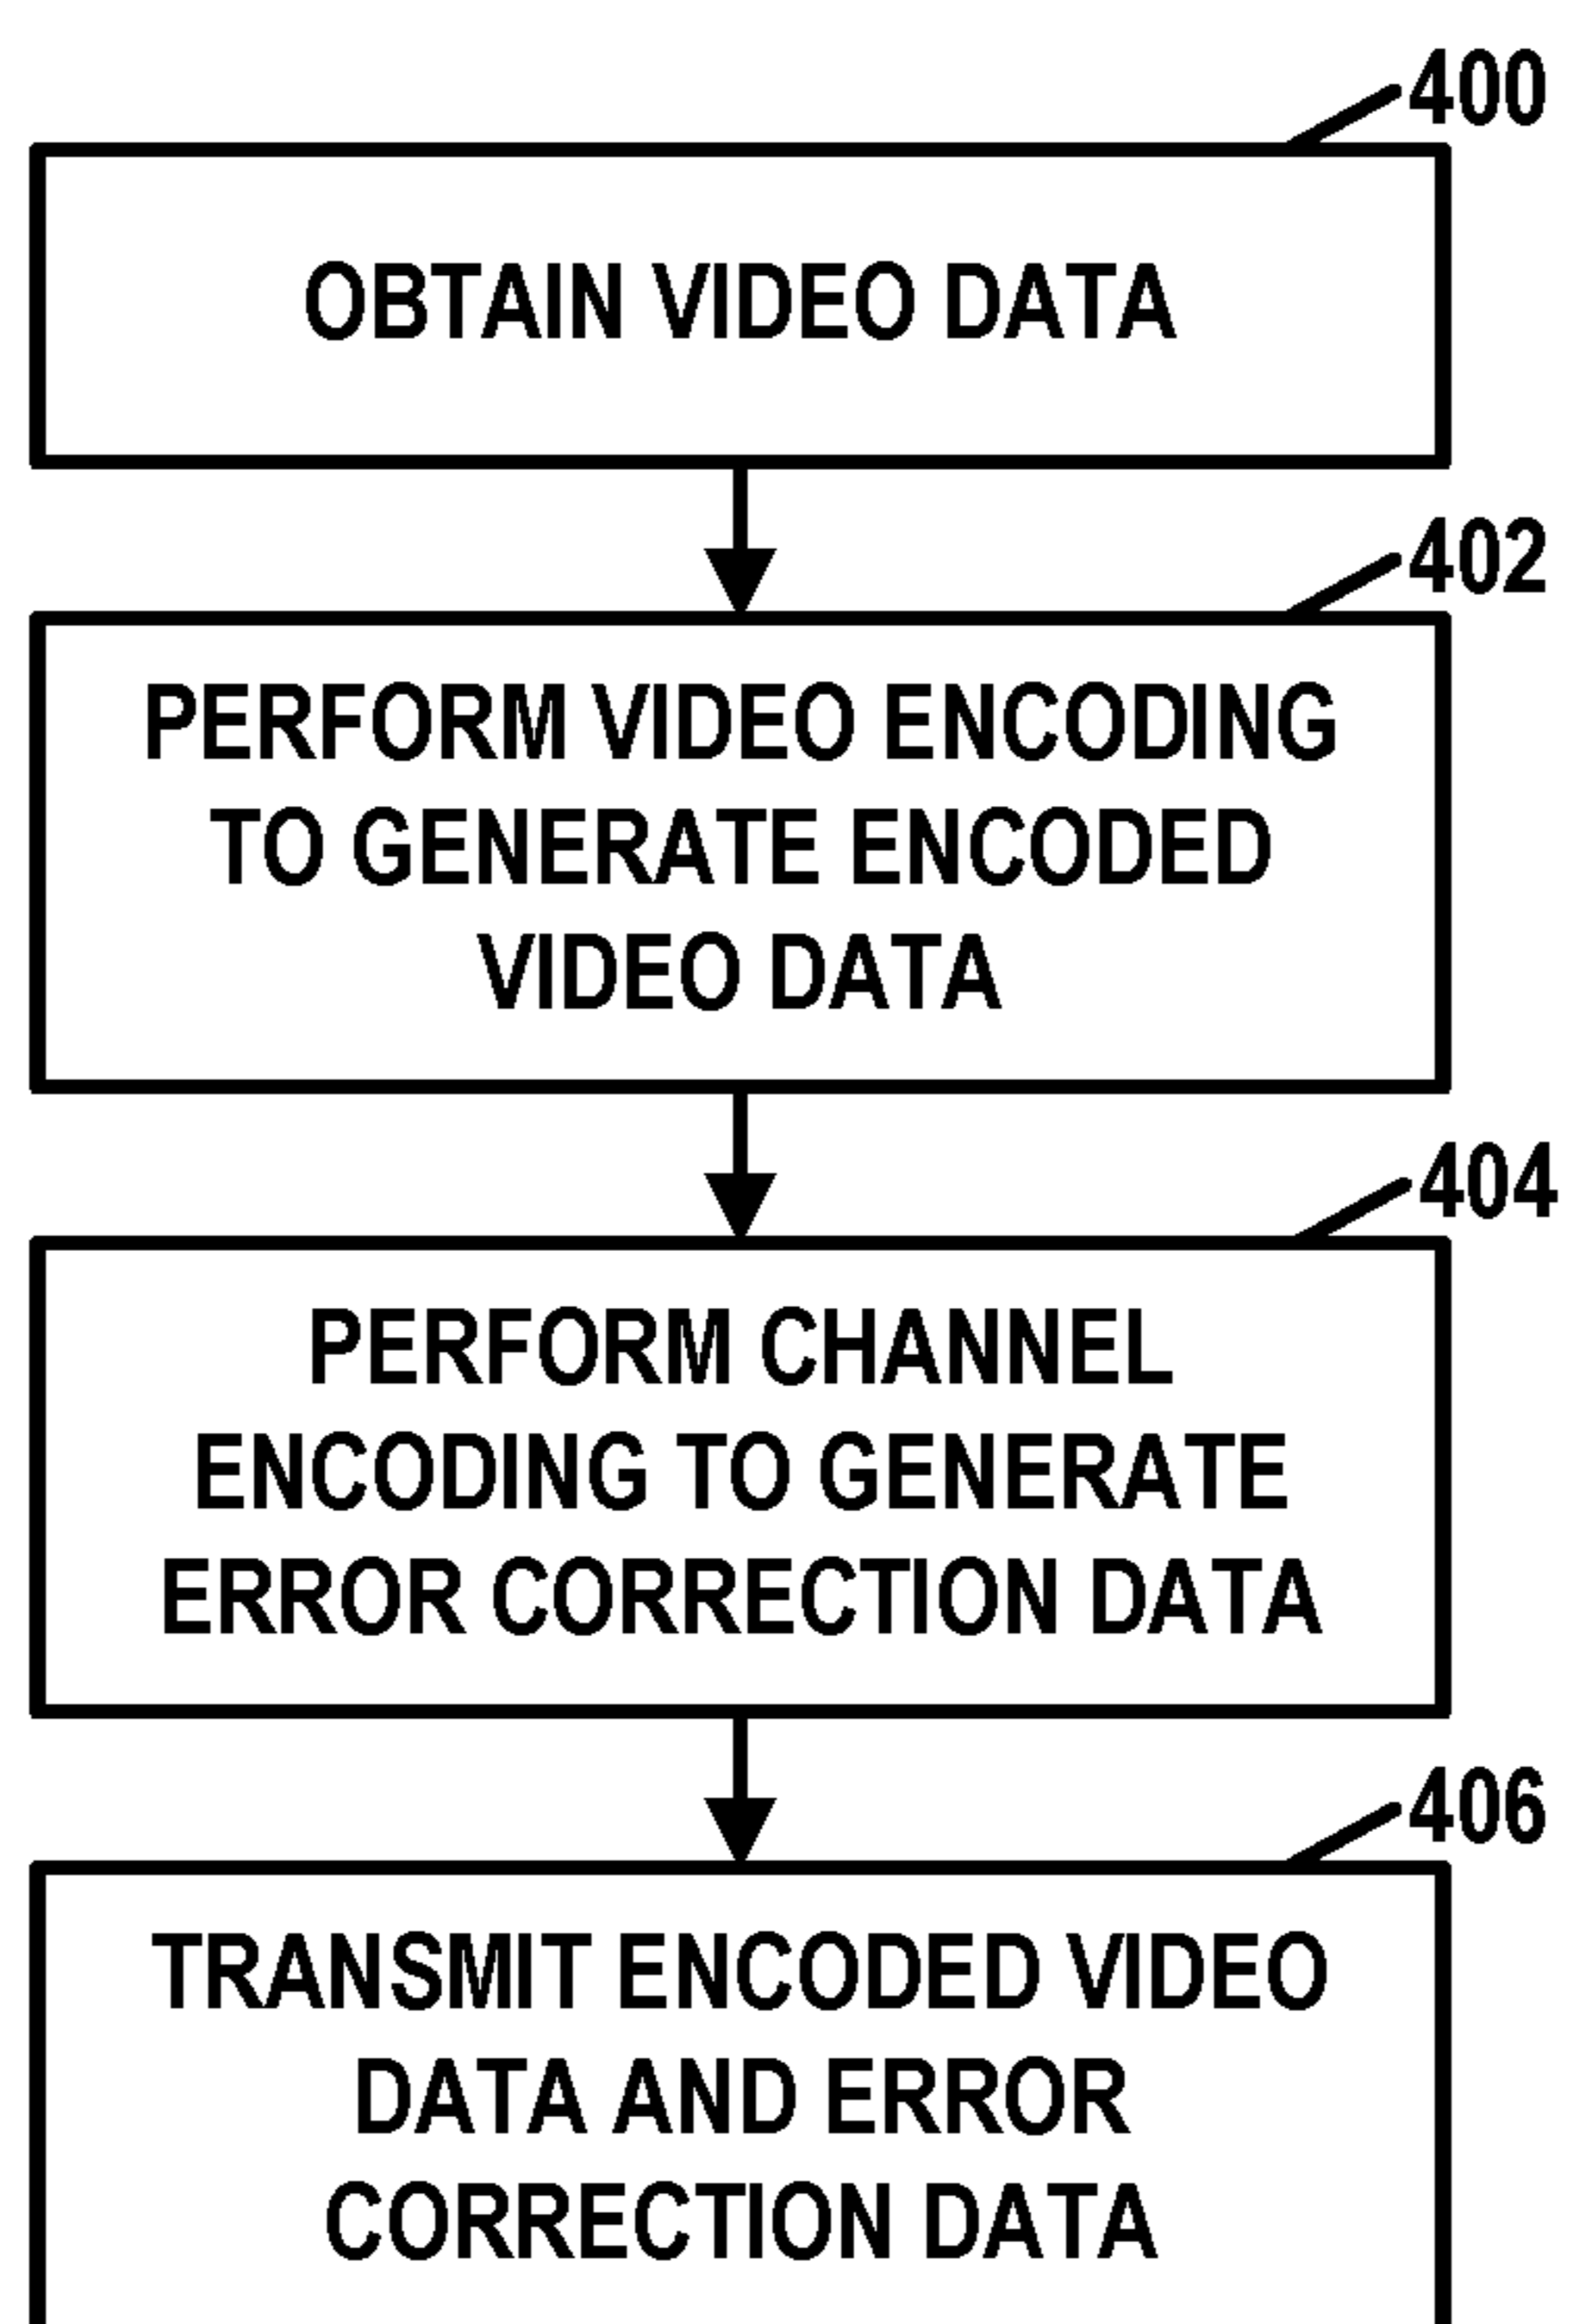 400
OBTAIN VIDEO DATA
402
PERFORM VIDEO ENCODING
TO GENERATE ENCODED
VIDEO DATA
404
PERFORM CHANNEL
ENCODING TO GENERATE
ERROR CORRECTION DATA
406
TRANSMIT ENCODED VIDEO
DATA AND ERROR
CORRECTION DATA